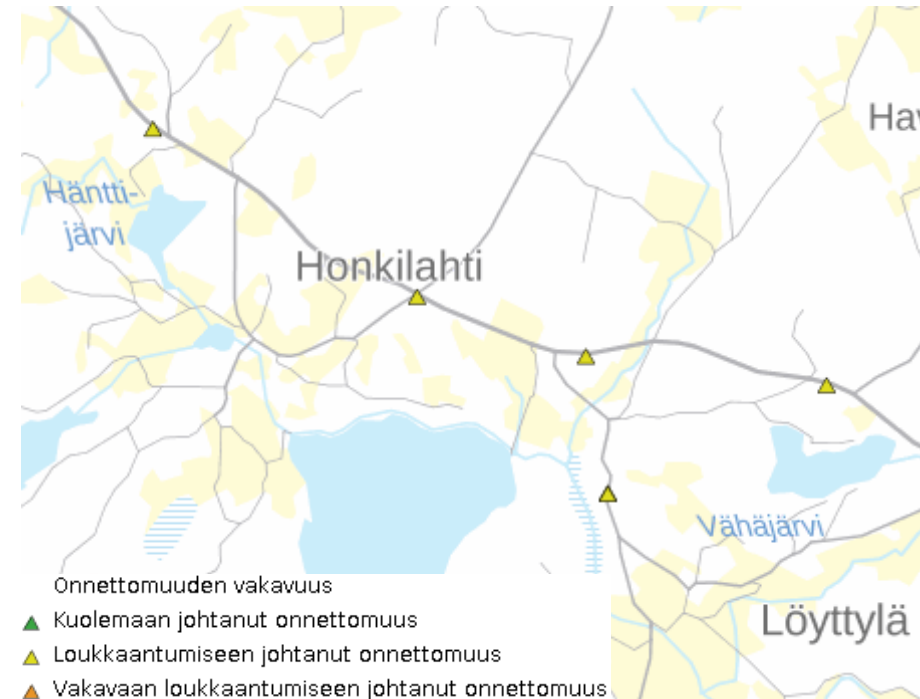 Hav
Häntti-
järvi
Honkilahti
Vähäjärvi
Löyttylä
Onnettomuuden vakavuus
Kuolemaan johtanut onnettomuus
Loukkaantumiseen johtanut onnettomuus
Vakavaan loukkaantumiseen johtanut onnettomuus